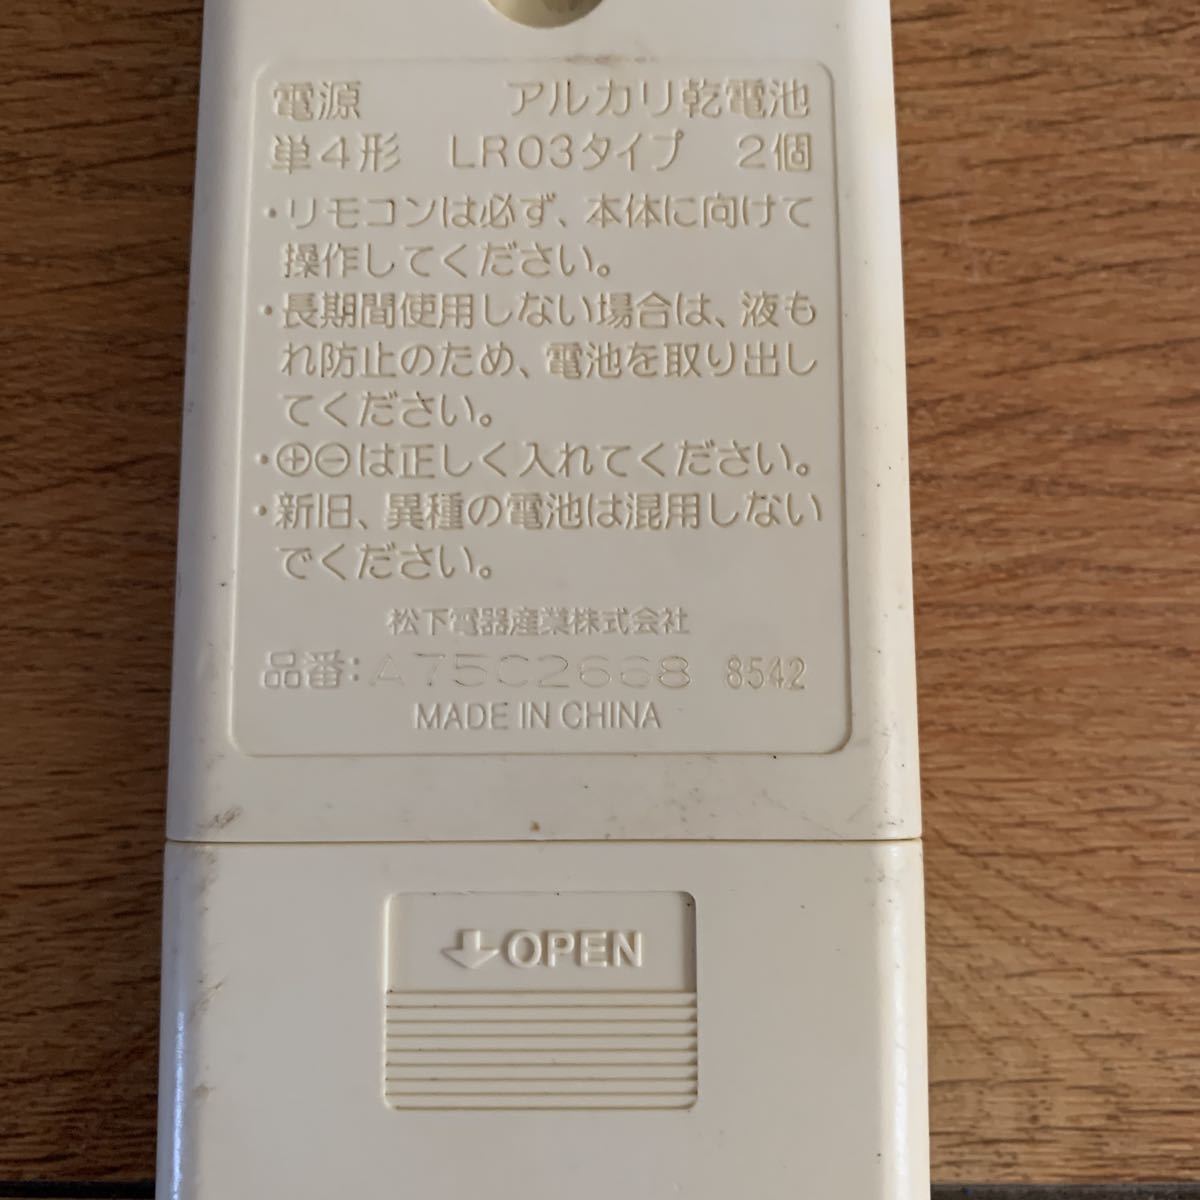 電源 アルカリ乾電池
単4形 LR03タイプ 2個
・リモコンは必ず、本体に向けて
操作してください。
・長期間使用しない場合は、液も
れ防止のため、電池を取り出し
てください。
・⊕⊖は正しく入れてください。
・新旧、異種の電池は混用しない
でください。
松下電器産業株式会社
品番:A75C2668 8542
MADE IN CHINA
OPEN